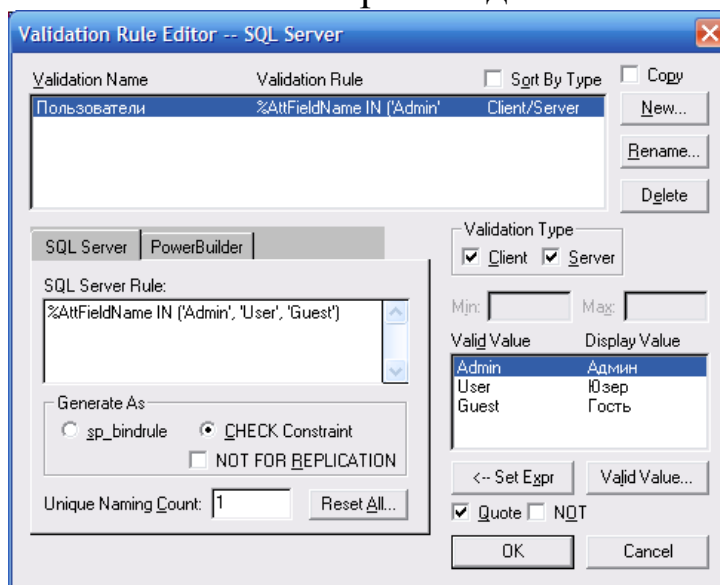 Validation Rule Editor -- SQL Server
Validation Name Validation Rule Sort By Type Copy
Пользователи %AttFieldName IN ('Admin' Client/Server
New...
Rename...
Delete
SQL Server PowerBuilder
SQL Server Rule:
%AttFieldName IN ('Admin', 'User', 'Guest')
Generate As
sp_bindrule CHECK Constraint
NOT FOR REPLICATION
Unique Naming Count: 1 Reset All...
Validation Type
Client Server
Min: Max:
Valid Value Display Value
Admin Админ
User Юзер
Guest Гость
<-- Set Expr Valid Value...
Quote NOT
OK Cancel